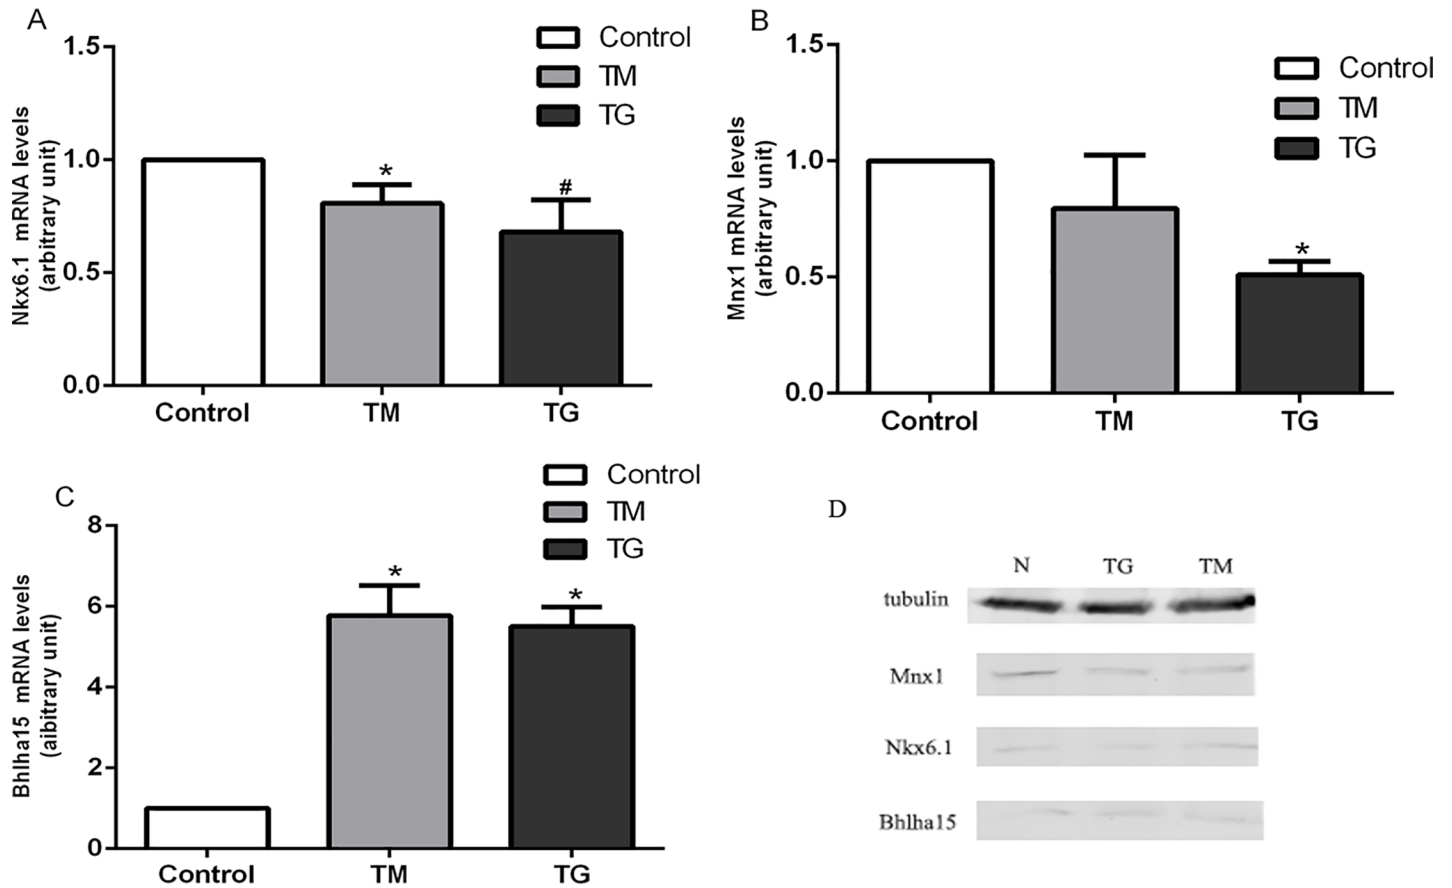 A
Nkx6.1 mRNA levels
(arbitrary unit)
1.5
1.0
0.5
0.0
Control
TM
TG
*
#
Control
TM
TG
B
Mnx1 mRNA levels
(arbitrary unit)
1.5
1.0
0.5
0.0
Control
TM
TG
*
Control
TM
TG
C
Bhlha15 mRNA levels
(aibitrary unit)
8
6
4
2
0
Control
TM
TG
*
*
Control
TM
TG
D
N TG TM
tubulin
Mnx1
Nkx6.1
Bhlha15